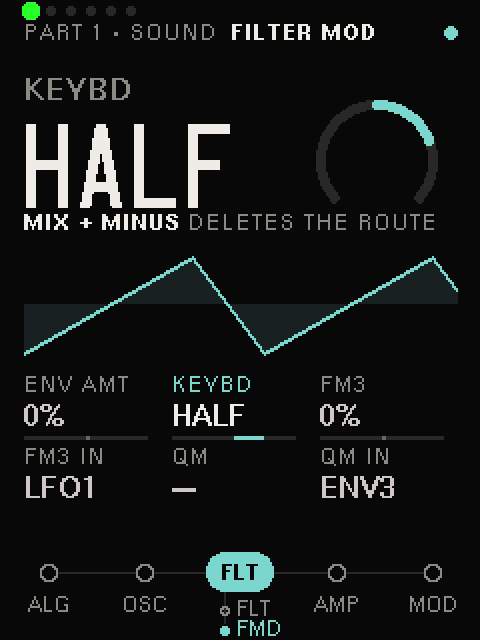 PART 1 · SOUND FILTER MOD
KEYBD
HALF
MIX + MINUS DELETES THE ROUTE
ENV AMT KEYBD FM3
0% HALF 0%
FM3 IN QM QM IN
LFO1 — ENV3
FLT
ALG OSC FLT AMP MOD
FMD